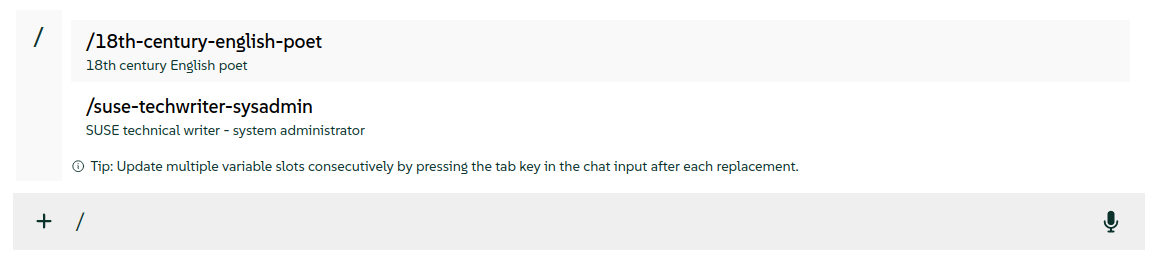 /
/18th-century-english-poet
18th century English poet
/suse-techwriter-sysadmin
SUSE technical writer - system administrator
Tip: Update multiple variable slots consecutively by pressing the tab key in the chat input after each replacement.
/